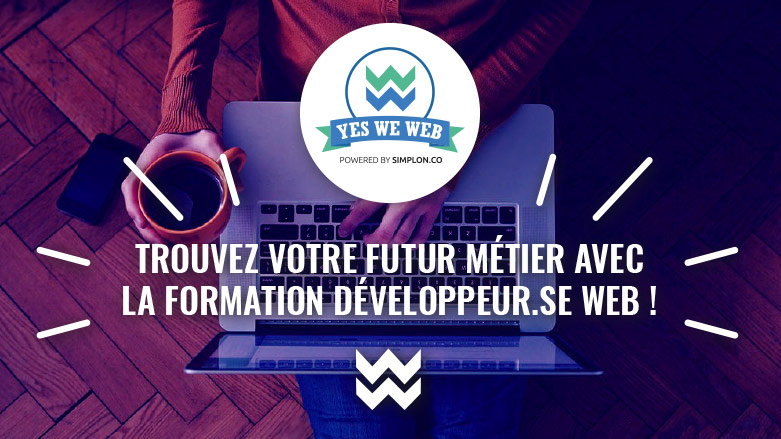 YES WE WEB
POWERED BY SIMPLON.CO
TROUVEZ VOTRE FUTUR MÉTIER AVEC
LA FORMATION DÉVELOPPEUR.SE WEB !